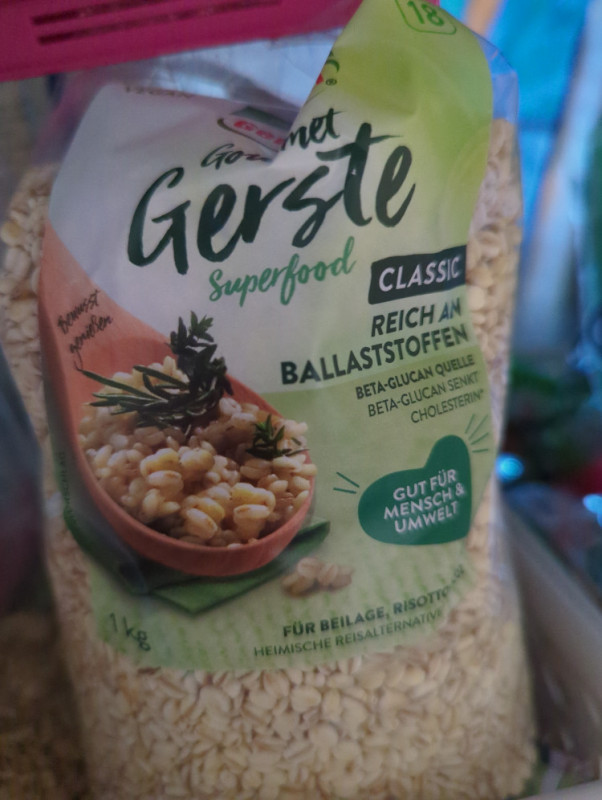 18
Gourmet
Gerste
Superfood
CLASSIC
bewusst
genießen
REICH AN
BALLASTSTOFFEN
BETA-GLUCAN QUELLE
BETA-GLUCAN SENKT
CHOLESTERIN*
GUT FÜR
MENSCH &
UMWELT
1 kg
FÜR BEILAGE, RISOTTO
HEIMISCHE REISALTERNATIVE